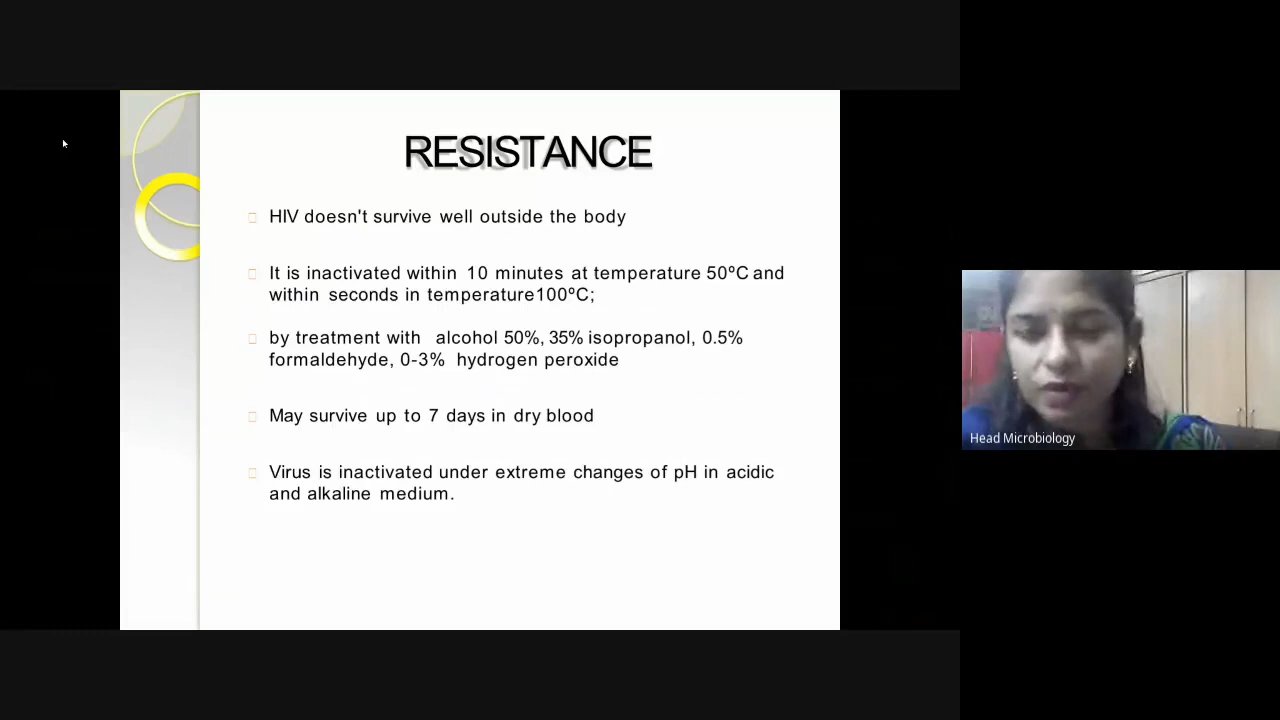 RESISTANCE
HIV doesn't survive well outside the body
It is inactivated within 10 minutes at temperature 50ºC and
within seconds in temperature100ºC;
by treatment with alcohol 50%, 35% isopropanol, 0.5%
formaldehyde, 0-3% hydrogen peroxide
May survive up to 7 days in dry blood
Virus is inactivated under extreme changes of pH in acidic
and alkaline medium.
Head Microbiology